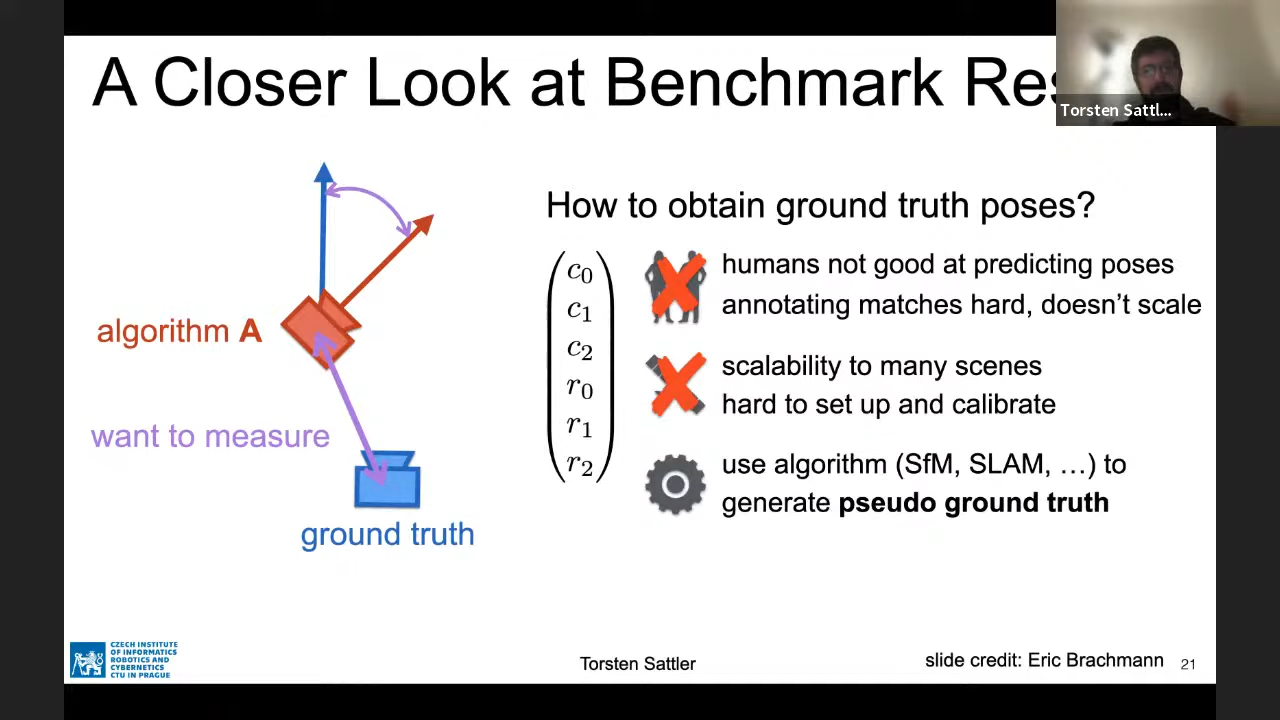 A Closer Look at Benchmark Res
Torsten Sattl...
How to obtain ground truth poses?
c0
c1
c2
r0
r1
r2
humans not good at predicting poses
annotating matches hard, doesn't scale
scalability to many scenes
hard to set up and calibrate
use algorithm (SfM, SLAM, …) to
generate pseudo ground truth
algorithm A
want to measure
ground truth
CZECH INSTITUTE
OF INFORMATICS
ROBOTICS AND
CYBERNETICS
CTU IN PRAGUE
Torsten Sattler
slide credit: Eric Brachmann
21